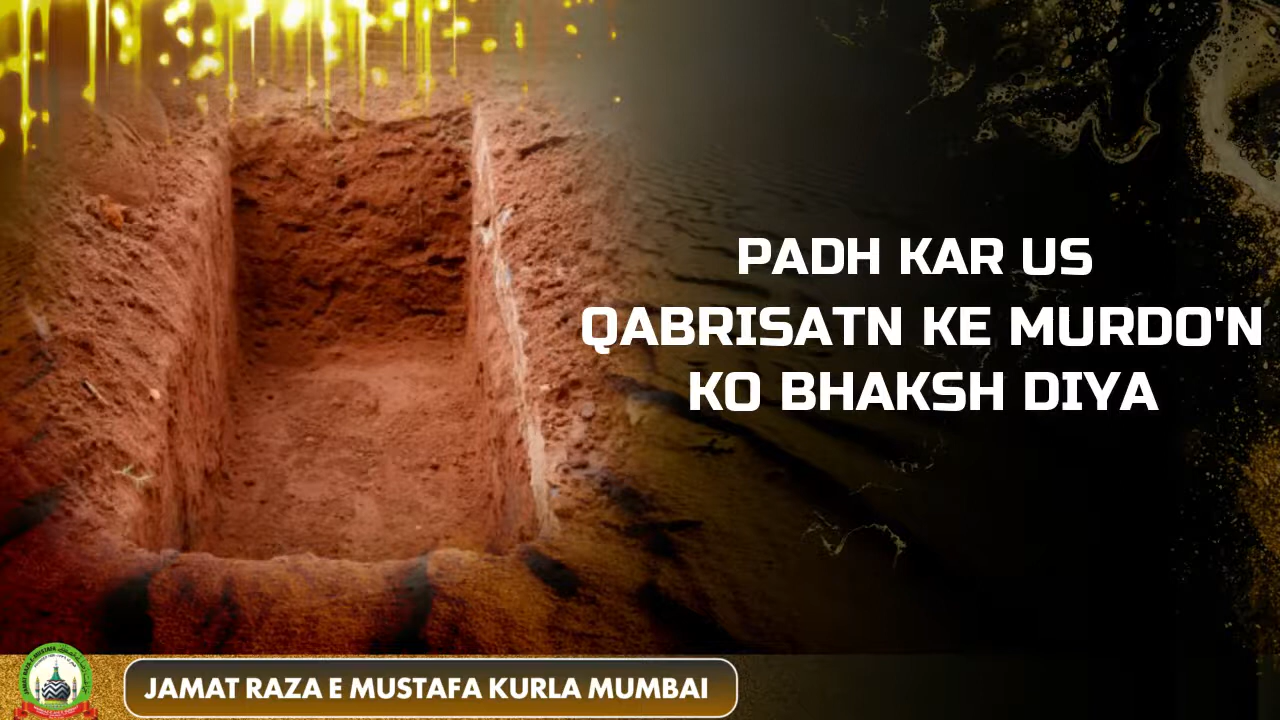 PADH KAR US
QABRISATN KE MURDO'N
KO BHAKSH DIYA
JAMAT RAZA E MUSTAFA KURLA MUMBAI